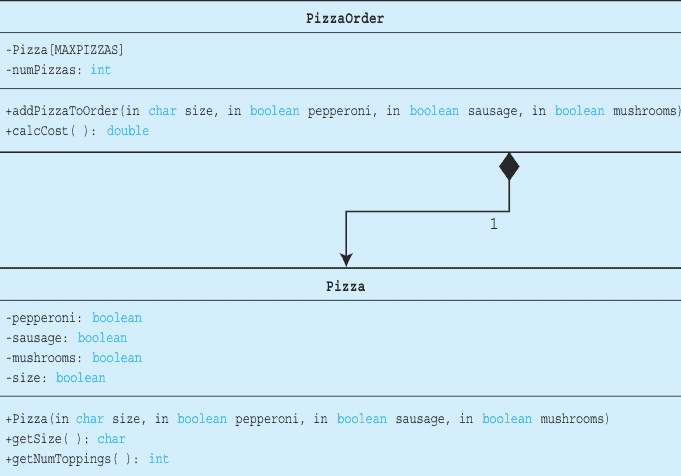 PizzaOrder
-Pizza[MAXPIZZAS]
-numPizzas: int
+addPizzaToOrder(in char size, in boolean pepperoni, in boolean sausage, in boolean mushrooms)
+calcCost( ): double
1
Pizza
-pepperoni: boolean
-sausage: boolean
-mushrooms: boolean
-size: boolean
+Pizza(in char size, in boolean pepperoni, in boolean sausage, in boolean mushrooms)
+getSize( ): char
+getNumToppings( ): int